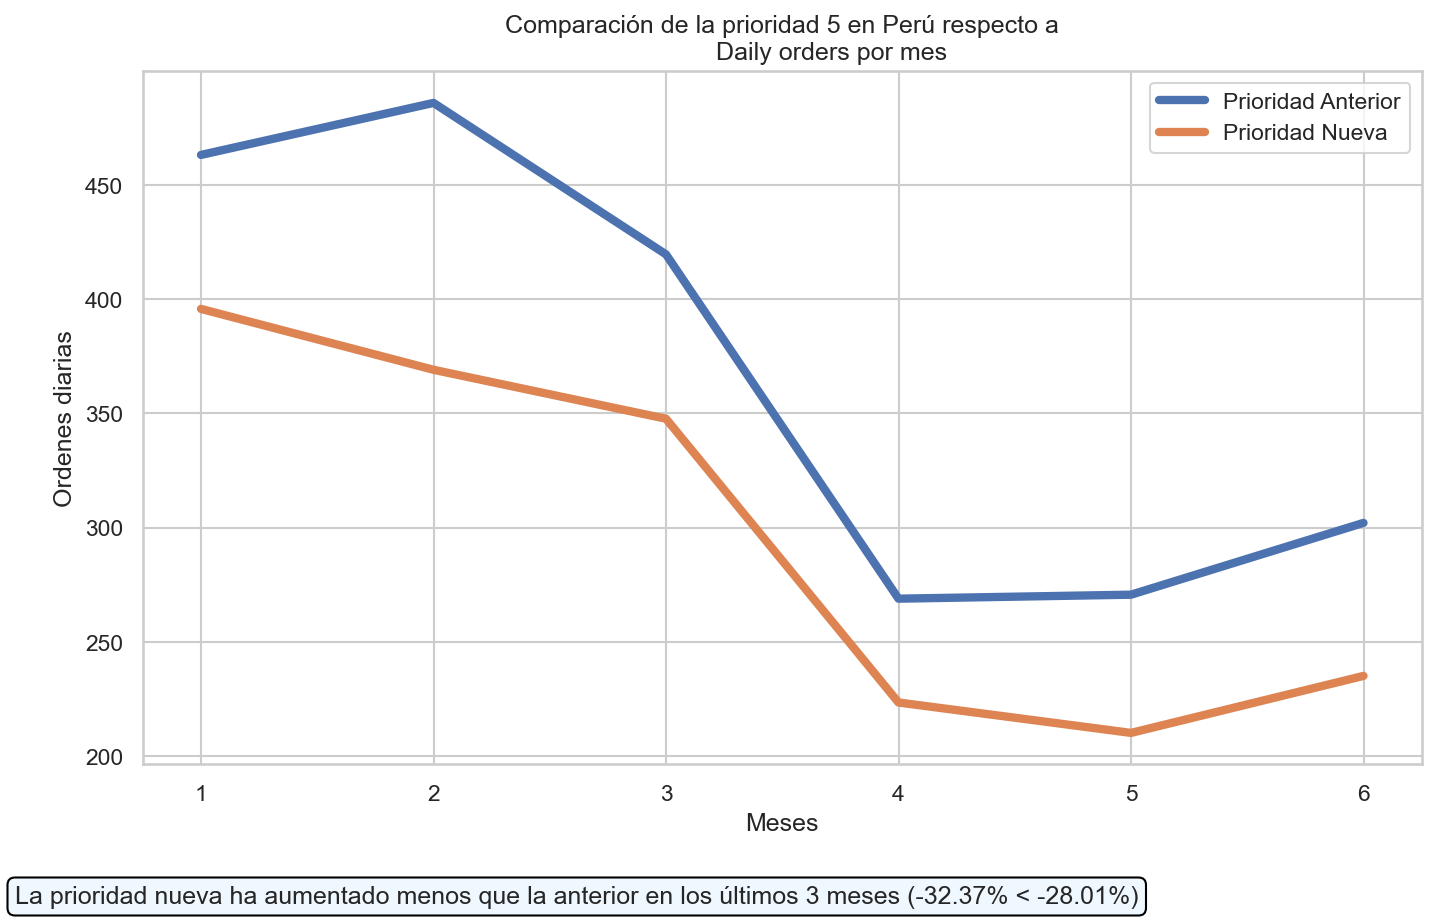 Comparación de la prioridad 5 en Perú respecto a
Daily orders por mes
Prioridad Anterior
Prioridad Nueva
Ordenes diarias
450
400
350
300
250
200
1 2 3 4 5 6
Meses
La prioridad nueva ha aumentado menos que la anterior en los últimos 3 meses (-32.37% < -28.01%)